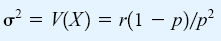 σ² = V(X) = r(1 − p)/p²